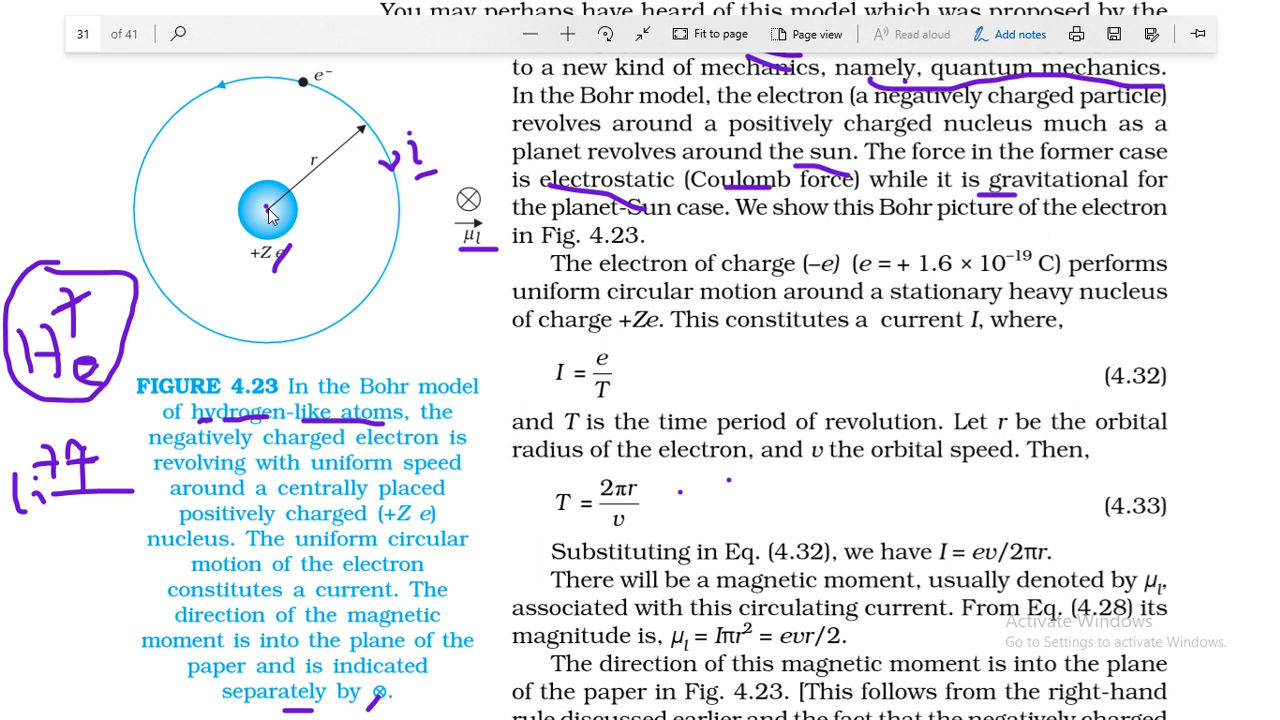 You may perhaps have heard of this model which was proposed by the
31 of 41
Fit to page
Page view
Read aloud
Add notes
to a new kind of mechanics, namely, quantum mechanics.
In the Bohr model, the electron (a negatively charged particle)
revolves around a positively charged nucleus much as a
planet revolves around the sun. The force in the former case
is electrostatic (Coulomb force) while it is gravitational for
the planet-Sun case. We show this Bohr picture of the electron
in Fig. 4.23.
The electron of charge (–e) (e = + 1.6 × 10⁻¹⁹ C) performs
uniform circular motion around a stationary heavy nucleus
of charge +Ze. This constitutes a current I, where,
I = e/T (4.32)
and T is the time period of revolution. Let r be the orbital
radius of the electron, and v the orbital speed. Then,
T = 2πr/v (4.33)
Substituting in Eq. (4.32), we have I = ev/2πr.
There will be a magnetic moment, usually denoted by μₗ,
associated with this circulating current. From Eq. (4.28) its
magnitude is, μₗ = Iπr² = evr/2.
The direction of this magnetic moment is into the plane
of the paper in Fig. 4.23. [This follows from the right-hand
rule discussed earlier and the fact that the negatively charged
e⁻
r
i
⊗
μₗ
+Z e
He⁺
Li⁺⁺
FIGURE 4.23 In the Bohr model
of hydrogen-like atoms, the
negatively charged electron is
revolving with uniform speed
around a centrally placed
positively charged (+Z e)
nucleus. The uniform circular
motion of the electron
constitutes a current. The
direction of the magnetic
moment is into the plane of the
paper and is indicated
separately by ⊗.
Activate Windows
Go to Settings to activate Windows.